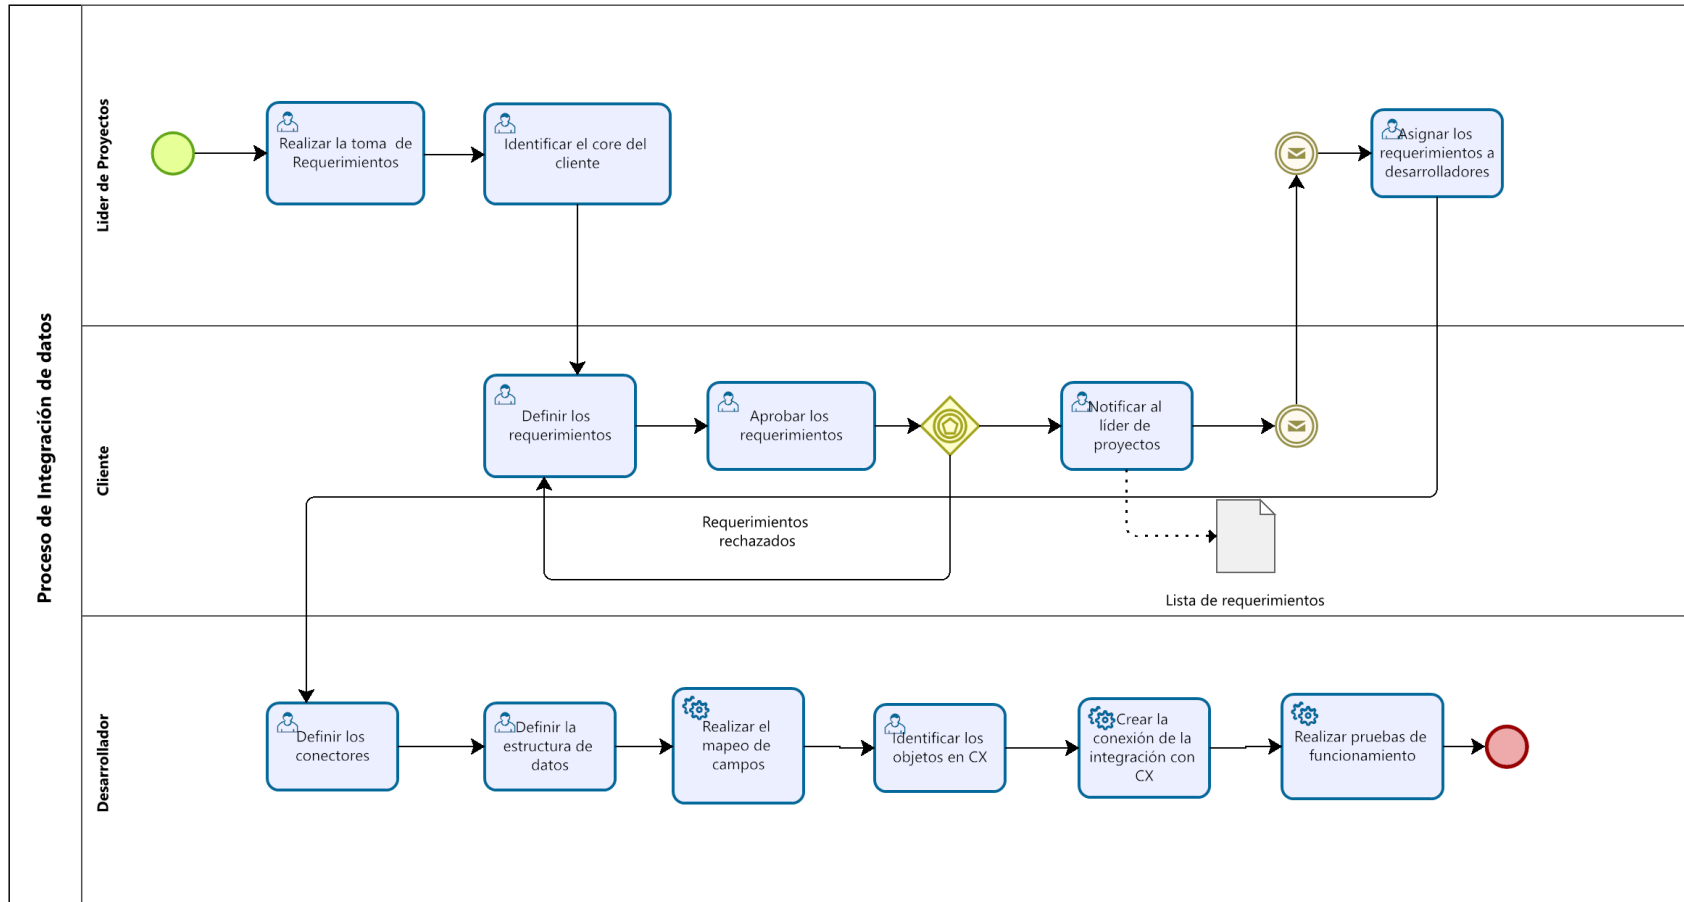 Proceso de Integración de datos
Lider de Proyectos
Realizar la toma de
Requerimientos
Identificar el core del
cliente
Asignar los
requerimientos a
desarrolladores
Cliente
Definir los
requerimientos
Aprobar los
requerimientos
Notificar al
líder de
proyectos
Requerimientos
rechazados
Lista de requerimientos
Desarrollador
Definir los
conectores
Definir la
estructura de
datos
Realizar el
mapeo de
campos
Identificar los
objetos en CX
Crear la
conexión de la
integración con
CX
Realizar pruebas de
funcionamiento